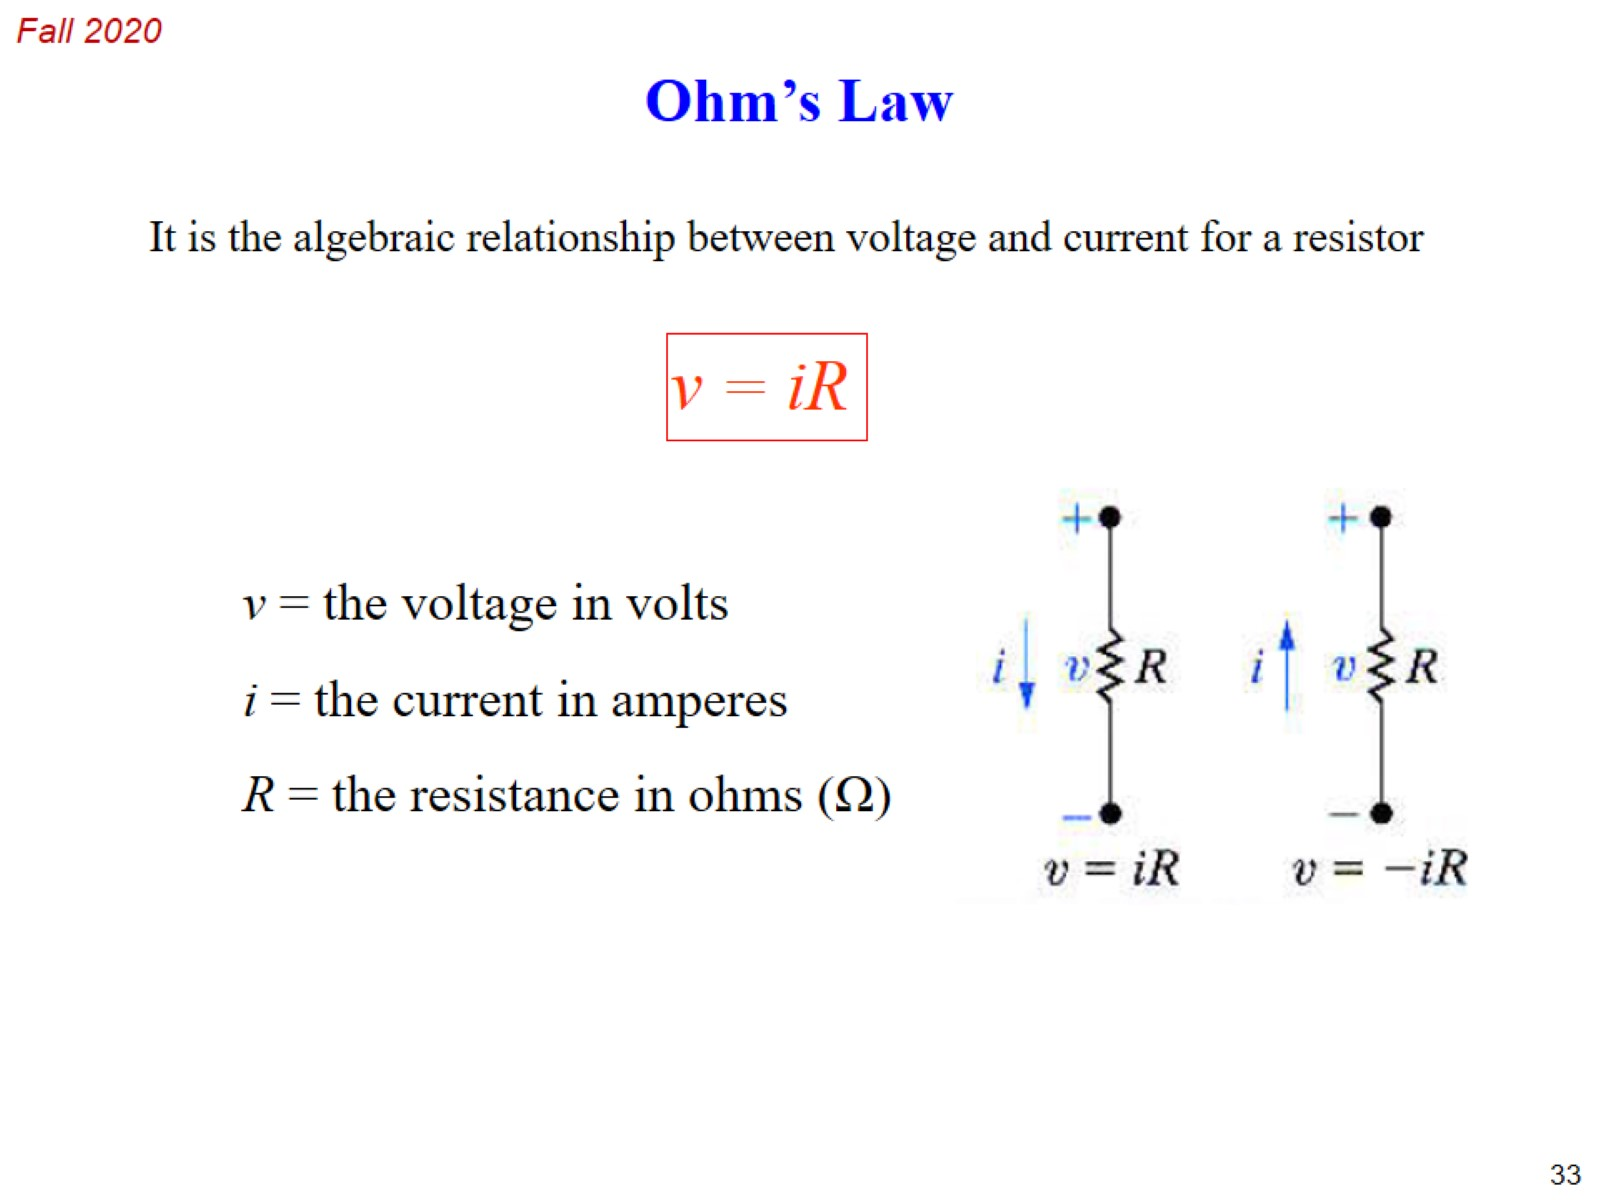 Fall 2020
Ohm's Law
It is the algebraic relationship between voltage and current for a resistor
v = iR
v = the voltage in volts
i = the current in amperes
R = the resistance in ohms (Ω)
+ +
i v R i v R
– –
v = iR v = −iR
33